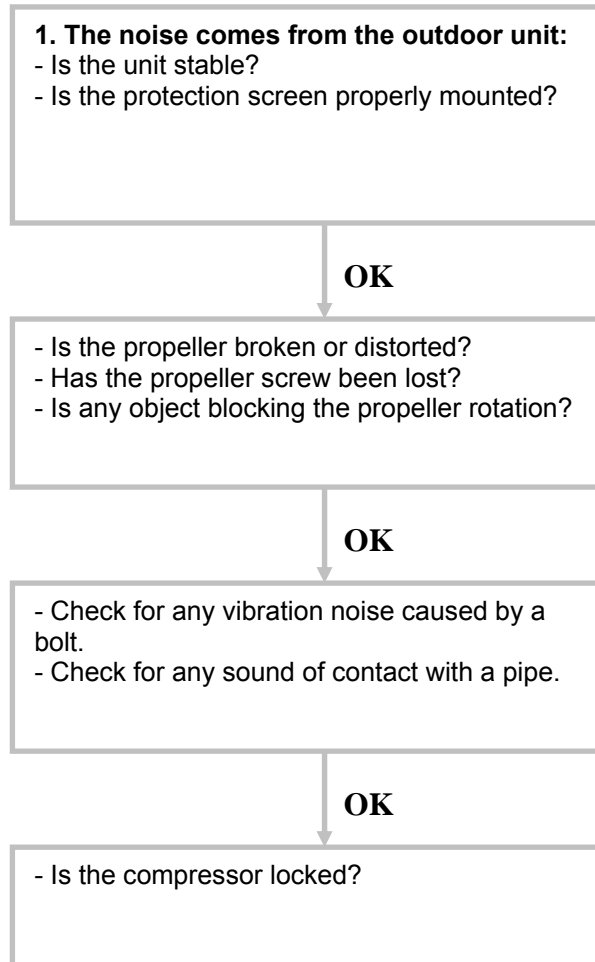 1. The noise comes from the outdoor unit:
- Is the unit stable?
- Is the protection screen properly mounted?
OK
- Is the propeller broken or distorted?
- Has the propeller screw been lost?
- Is any object blocking the propeller rotation?
OK
- Check for any vibration noise caused by a
bolt.
- Check for any sound of contact with a pipe.
OK
- Is the compressor locked?